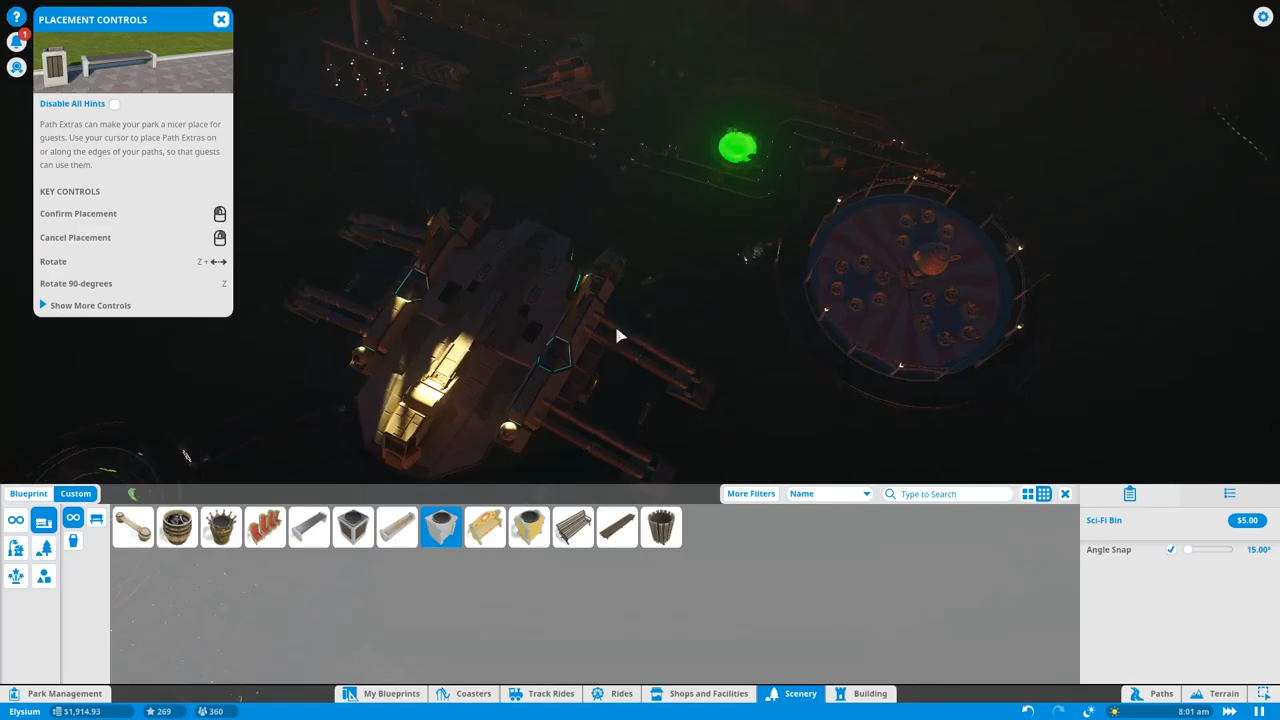 ?
PLACEMENT CONTROLS
1
Disable All Hints
Path Extras can make your park a nicer place for
guests. Use your cursor to place Path Extras on
or along the edges of your paths, so that guests
can use them.
KEY CONTROLS
Confirm Placement
Cancel Placement
Rotate Z +
Rotate 90-degrees Z
Show More Controls
Blueprint Custom More Filters Name Type to Search
Sci-Fi Bin $5.00
Angle Snap 15.00°
Park Management My Blueprints Coasters Track Rides Rides Shops and Facilities Scenery Building Paths Terrain
Elysium $1,914.93 269 360 8:01 am